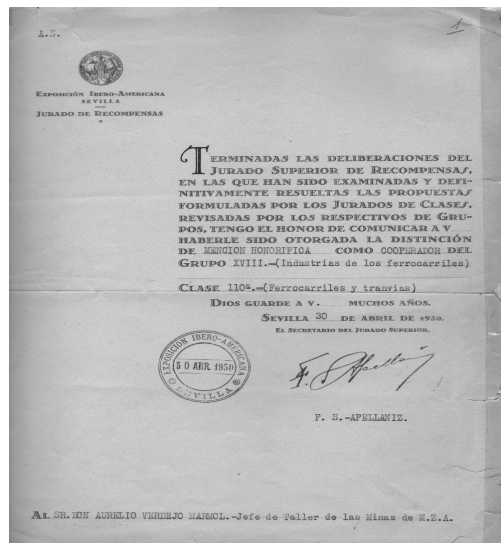 1
A.3.
EXPOSICIÓN IBERO-AMERICANA
SEVILLA
JURADO DE RECOMPENSAS
TERMINADAS LAS DELIBERACIONES DEL
JURADO SUPERIOR DE RECOMPENSAS,
EN LAS QUE HAN SIDO EXAMINADAS Y DEFI-
NITIVAMENTE RESUELTAS LAS PROPUESTAS
FORMULADAS POR LOS JURADOS DE CLASES,
REVISADAS POR LOS RESPECTIVOS DE GRU-
POS, TENGO EL HONOR DE COMUNICAR A V
HABERLE SIDO OTORGADA LA DISTINCIÓN
DE MENCION HONORIFICA COMO COOPERADOR DEL
GRUPO XVIII.-(Industrias de los ferrocarriles)
CLASE 110ª.-(Ferrocarriles y tranvias)
DIOS GUARDE A V. MUCHOS AÑOS.
SEVILLA 30 DE ABRIL DE 1930.
EL SECRETARIO DEL JURADO SUPERIOR,
EXPOSICIÓN IBERO-AMERICANA
30 ABR. 1930
SEVILLA
F. S. Apellániz
F. S.-APELLANIZ.
AL SR.DON AURELIO VERDEJO MARMOL.-Jefe de Taller de las Minas de M.Z.A.